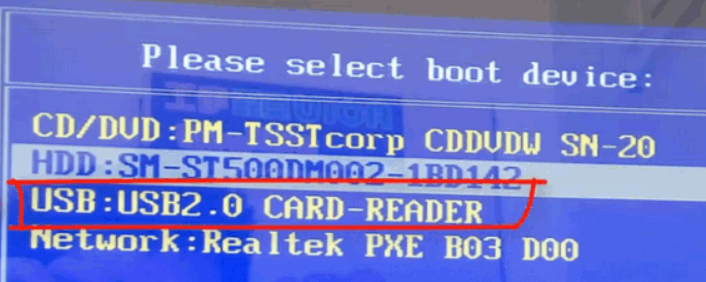 Please select boot device:
CD/DVD:PM-TSSTcorp CDDVDW SN-20
HDD:SM-ST500DM002-1BD142
USB:USB2.0 CARD-READER
Network:Realtek PXE B03 D00